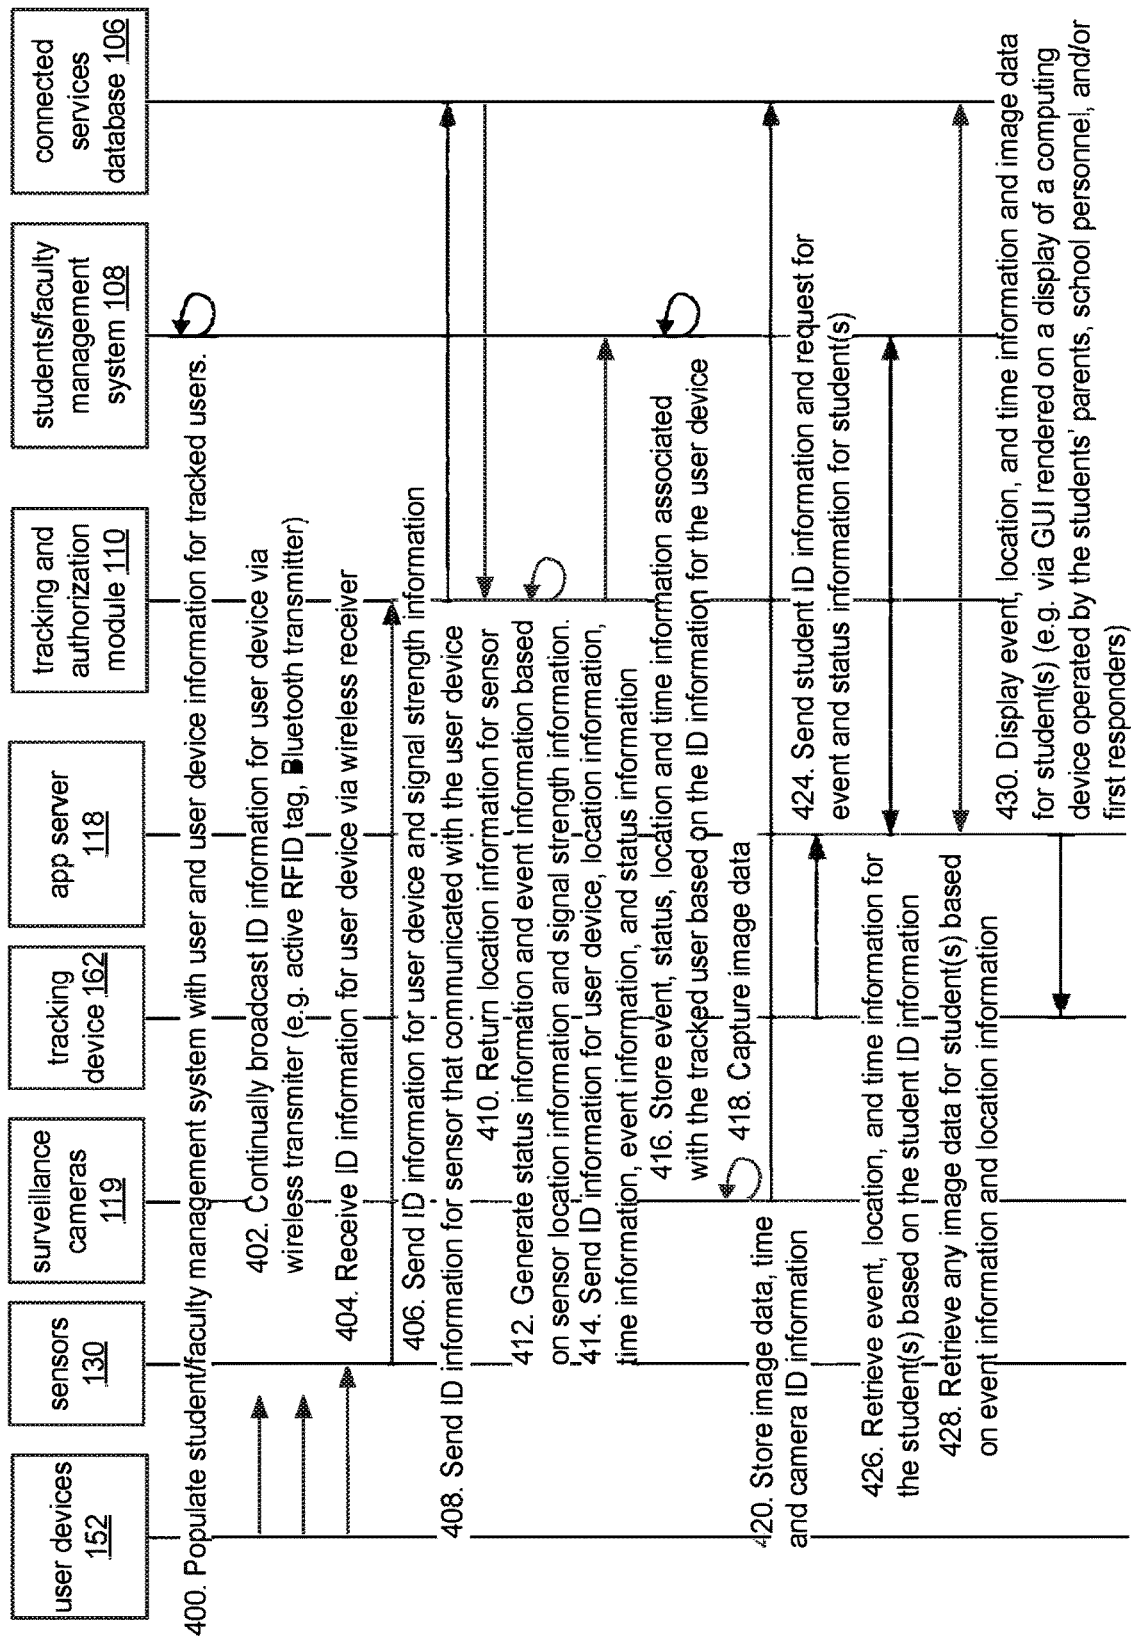 user devices
152
sensors
130
surveillance
cameras
119
tracking
device 162
app server
118
tracking and
authorization
module 110
students/faculty
management
system 108
connected
services
database 106
400. Populate student/faculty management system with user and user device information for tracked users.
402. Continually broadcast ID information for user device via
wireless transmiter (e.g. active RFID tag, Bluetooth transmitter)
404. Receive ID information for user device via wireless receiver
406. Send ID information for user device and signal strength information
408. Send ID information for sensor that communicated with the user device
410. Return location information for sensor
412. Generate status information and event information based
on sensor location information and signal strength information.
414. Send ID information for user device, location information,
time information, event information, and status information
416. Store event, status, location and time information associated
with the tracked user based on the ID information for the user device
418. Capture image data
420. Store image data, time
and camera ID information
424. Send student ID information and request for
event and status information for student(s)
426. Retrieve event, location, and time information for
the student(s) based on the student ID information
428. Retrieve any image data for student(s) based
on event information and location information
430. Display event, location, and time information and image data
for student(s) (e.g. via GUI rendered on a display of a computing
device operated by the students' parents, school personnel, and/or
first responders)